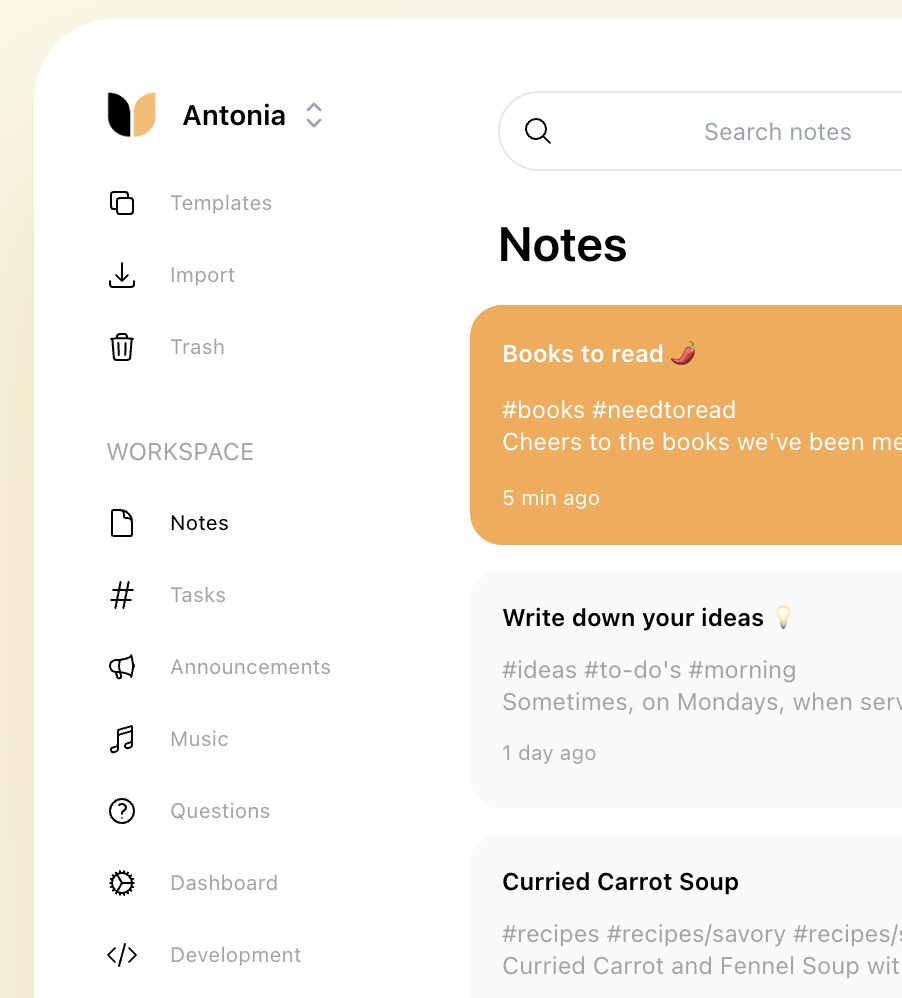 Antonia
Templates
Import
Trash
WORKSPACE
Notes
Tasks
Announcements
Music
Questions
Dashboard
Development
Search notes
Notes
Books to read 🌶️
#books #needtoread
Cheers to the books we've been me
5 min ago
Write down your ideas 💡
#ideas #to-do's #morning
Sometimes, on Mondays, when serv
1 day ago
Curried Carrot Soup
#recipes #recipes/savory #recipes/s
Curried Carrot and Fennel Soup wit